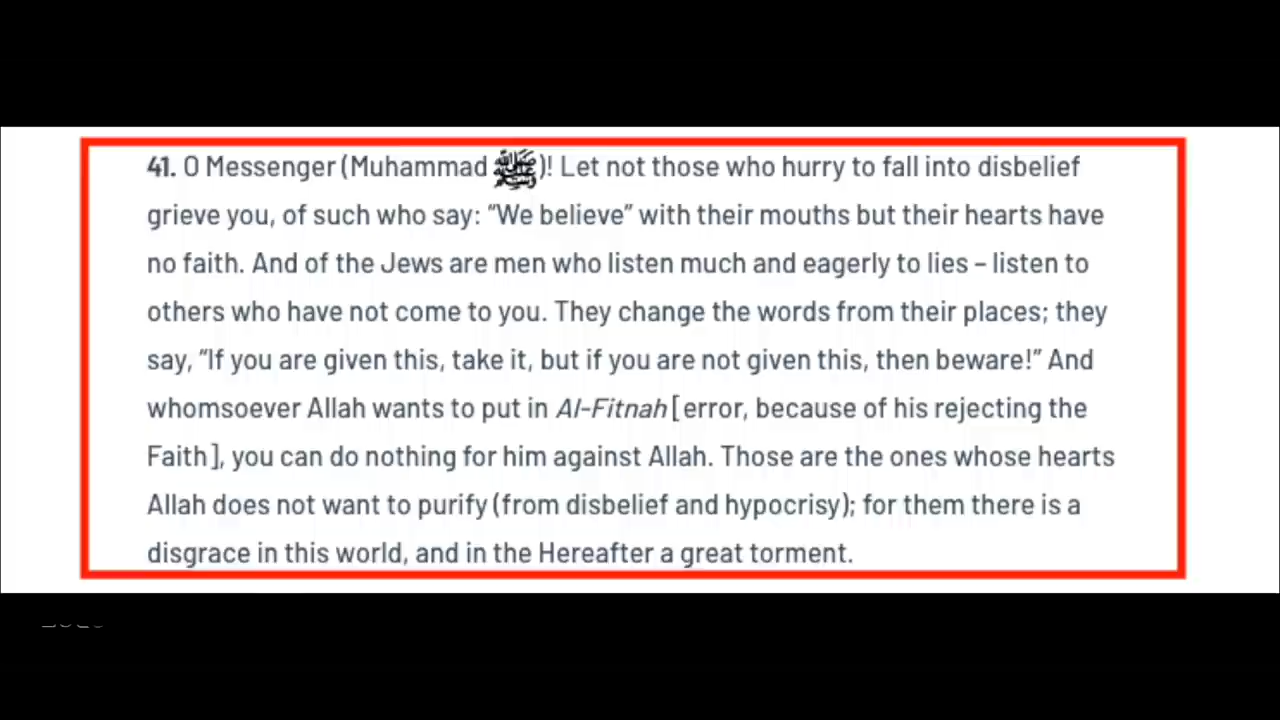 41. O Messenger (Muhammad ﷺ)! Let not those who hurry to fall into disbelief
grieve you, of such who say: “We believe” with their mouths but their hearts have
no faith. And of the Jews are men who listen much and eagerly to lies – listen to
others who have not come to you. They change the words from their places; they
say, “If you are given this, take it, but if you are not given this, then beware!” And
whomsoever Allah wants to put in Al-Fitnah [error, because of his rejecting the
Faith], you can do nothing for him against Allah. Those are the ones whose hearts
Allah does not want to purify (from disbelief and hypocrisy); for them there is a
disgrace in this world, and in the Hereafter a great torment.